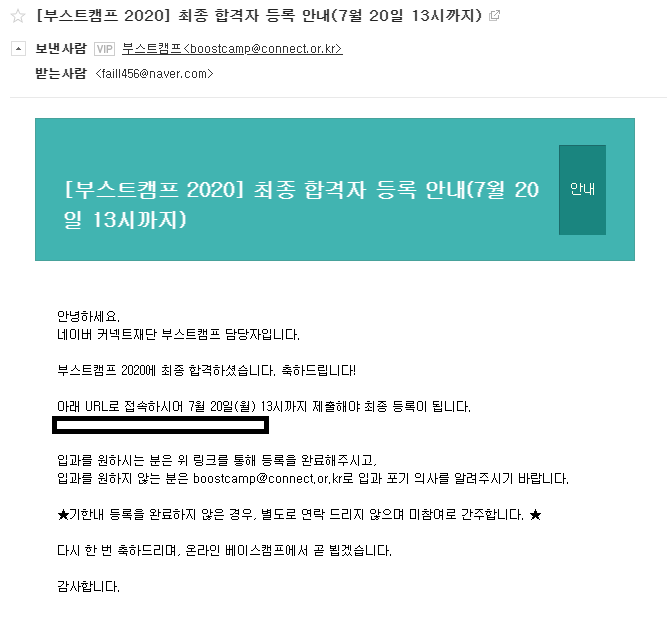 [부스트캠프 2020] 최종 합격자 등록 안내(7월 20일 13시까지)
보낸사람 VIP 부스트캠프<boostcamp@connect.or.kr>
받는사람 <faill456@naver.com>
[부스트캠프 2020] 최종 합격자 등록 안내(7월 20
일 13시까지)
안내
안녕하세요.
네이버 커넥트재단 부스트캠프 담당자입니다.
부스트캠프 2020에 최종 합격하셨습니다. 축하드립니다!
아래 URL로 접속하시어 7월 20일(월) 13시까지 제출해야 최종 등록이 됩니다.
입과를 원하시는 분은 위 링크를 통해 등록을 완료해주시고,
입과를 원하지 않는 분은 boostcamp@connect.or.kr로 입과 포기 의사를 알려주시기 바랍니다.
★기한내 등록을 완료하지 않은 경우, 별도로 연락 드리지 않으며 미참여로 간주합니다. ★
다시 한 번 축하드리며, 온라인 베이스캠프에서 곧 뵙겠습니다.
감사합니다.